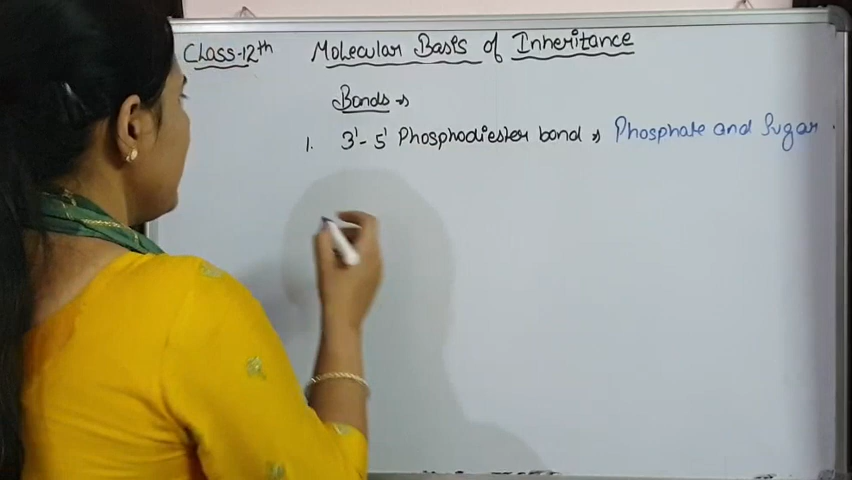 Class-12th Molecular Basis of Inheritance
Bonds →
1. 3'- 5' Phosphodiester bond → Phosphate and Sugar.